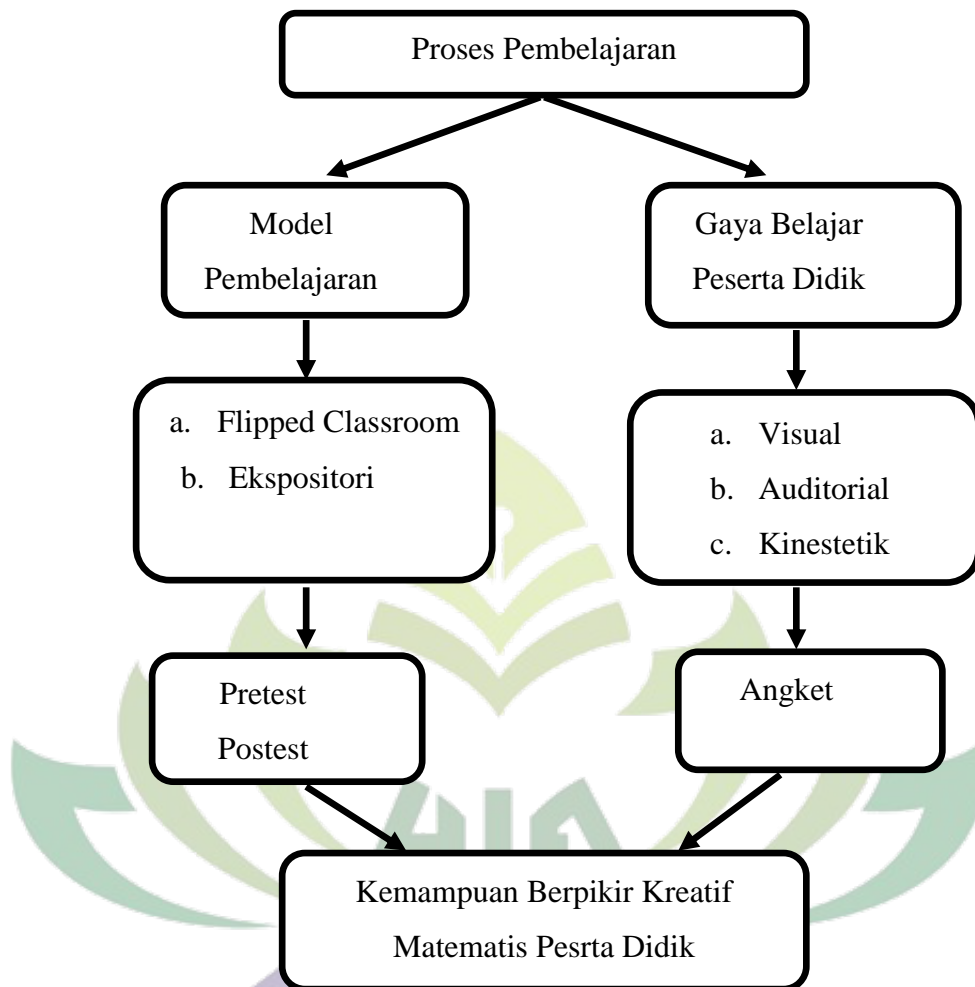 Proses Pembelajaran
Model
Pembelajaran
Gaya Belajar
Peserta Didik
a. Flipped Classroom
b. Ekspositori
a. Visual
b. Auditorial
c. Kinestetik
Pretest
Postest
Angket
Kemampuan Berpikir Kreatif
Matematis Pesrta Didik